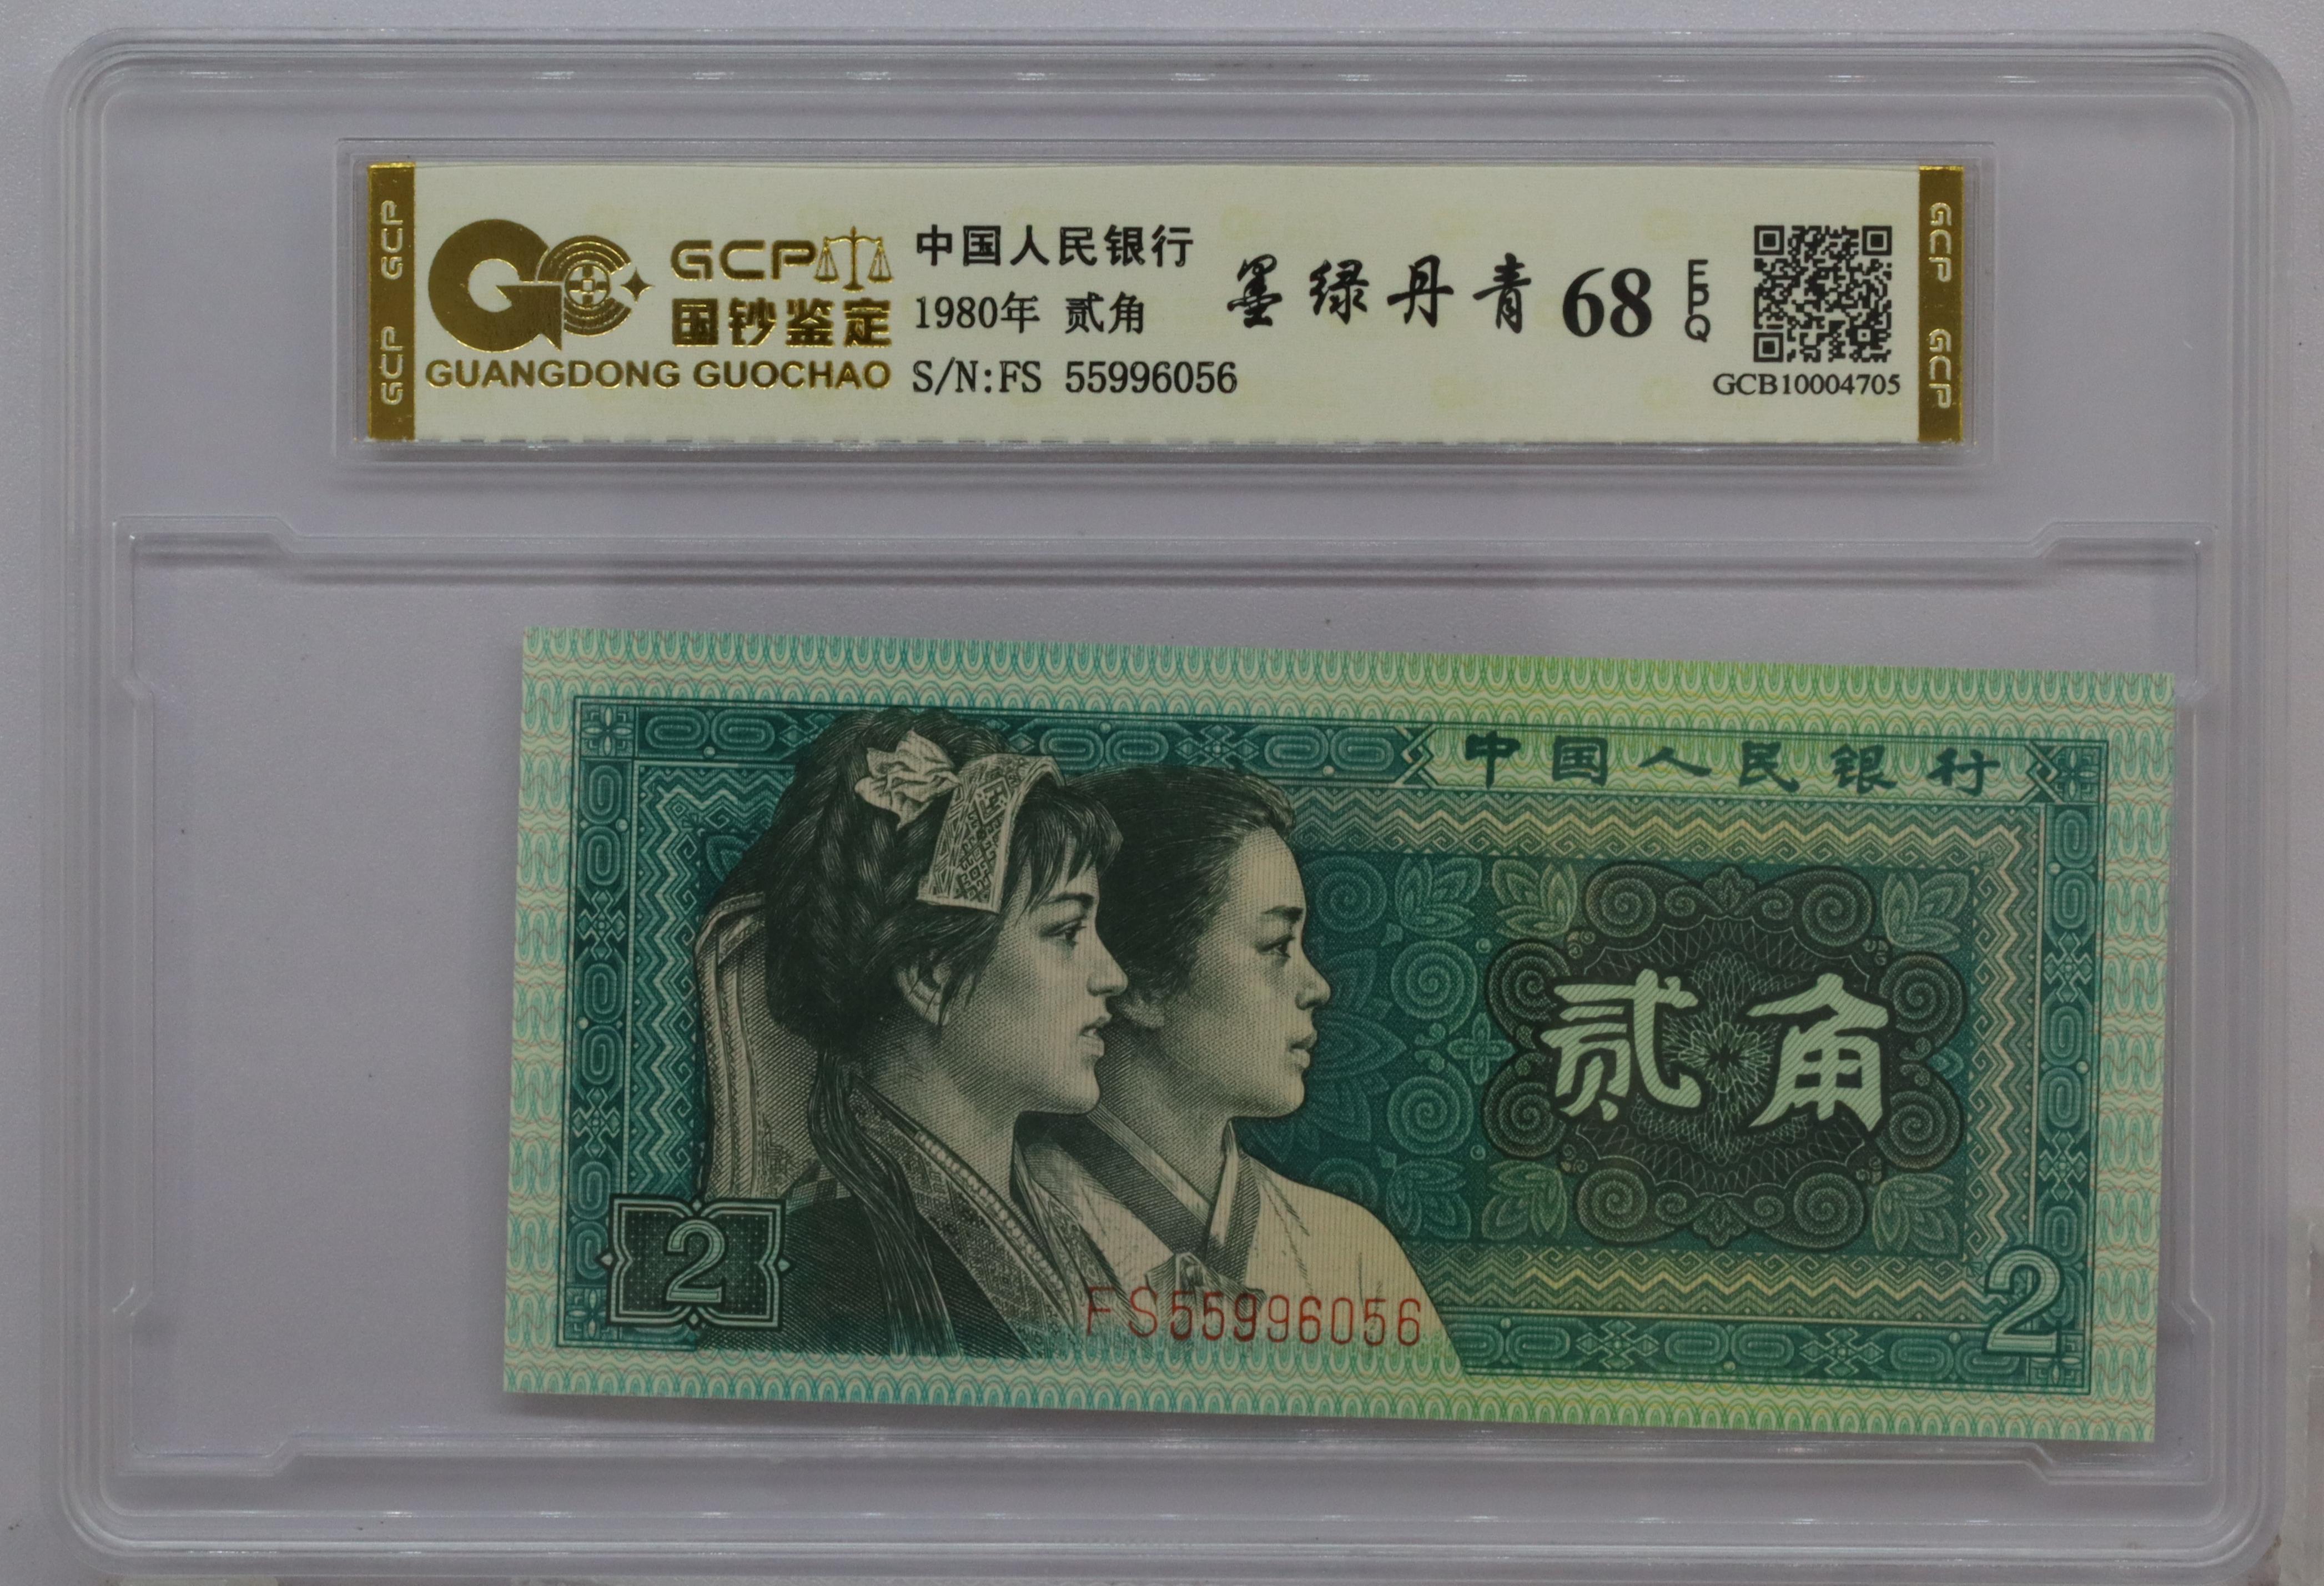 GCP
GCP
GCP
国钞鉴定
GUANGDONG GUOCHAO
中国人民银行
1980年 贰角
S/N:FS 55996056
墨绿丹青 68 EPQ
GCB10004705
GCP
GCP
中国人民银行
贰角
2
FS55996056
2